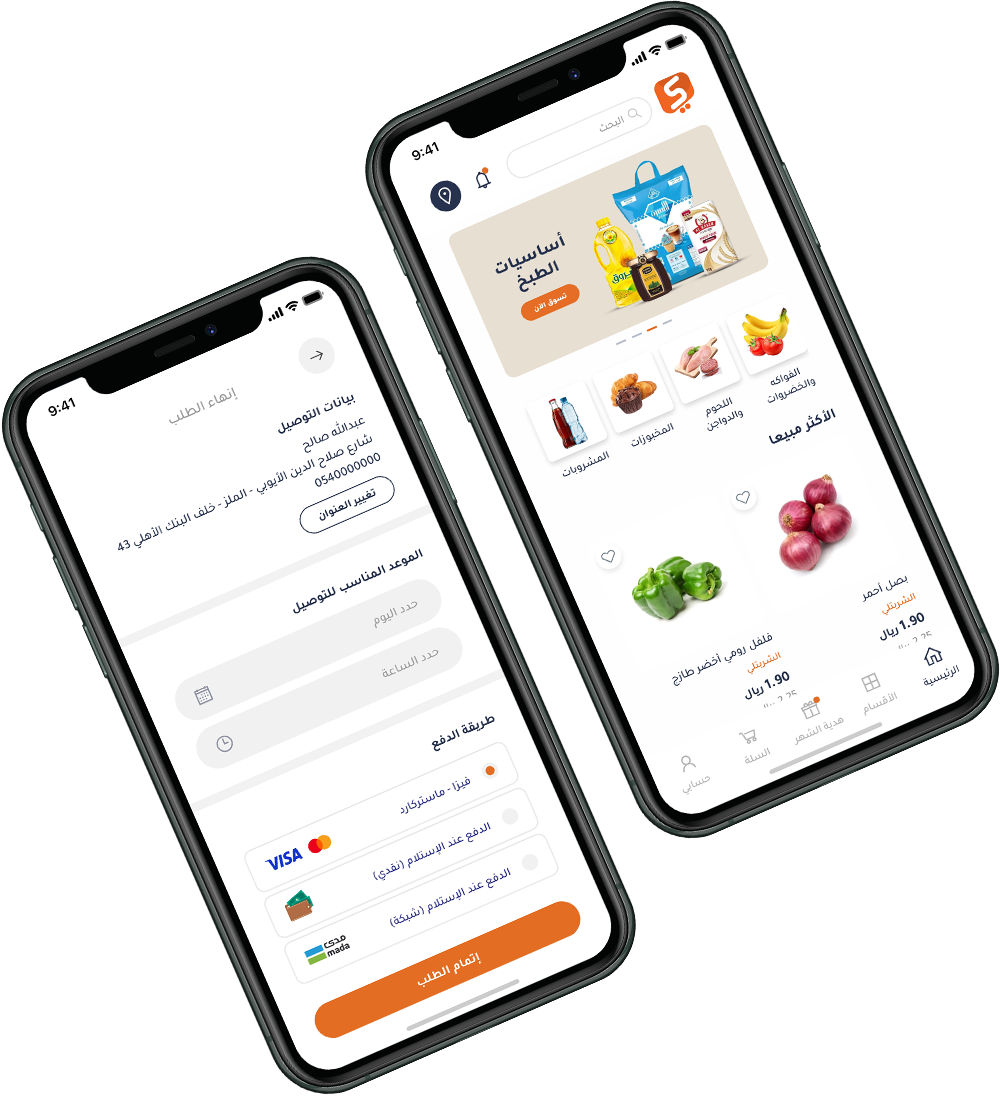 9:41
البحث
أساسيات
الطبخ
تسوق الآن
الفواكه
والخضروات
اللحوم
والدواجن
المخبوزات
المشروبات
الأكثر مبيعا
بصل أحمر
الشربتلي
1.90 ريال
فلفل رومي أخضر طازج
الشربتلي
1.90 ريال
الرئيسية
الأقسام
هدية الشهر
السلة
حسابي
9:41
إنهاء الطلب
بيانات التوصيل
عبدالله صالح
شارع صلاح الدين الأيوبي - الملز - خلف البنك الأهلي 43
0540000000
تغيير العنوان
الموعد المناسب للتوصيل
حدد اليوم
حدد الساعة
طريقة الدفع
فيزا - ماستركارد
VISA
الدفع عند الإستلام (نقدي)
الدفع عند الإستلام (شبكة)
مدى
mada
إتمام الطلب